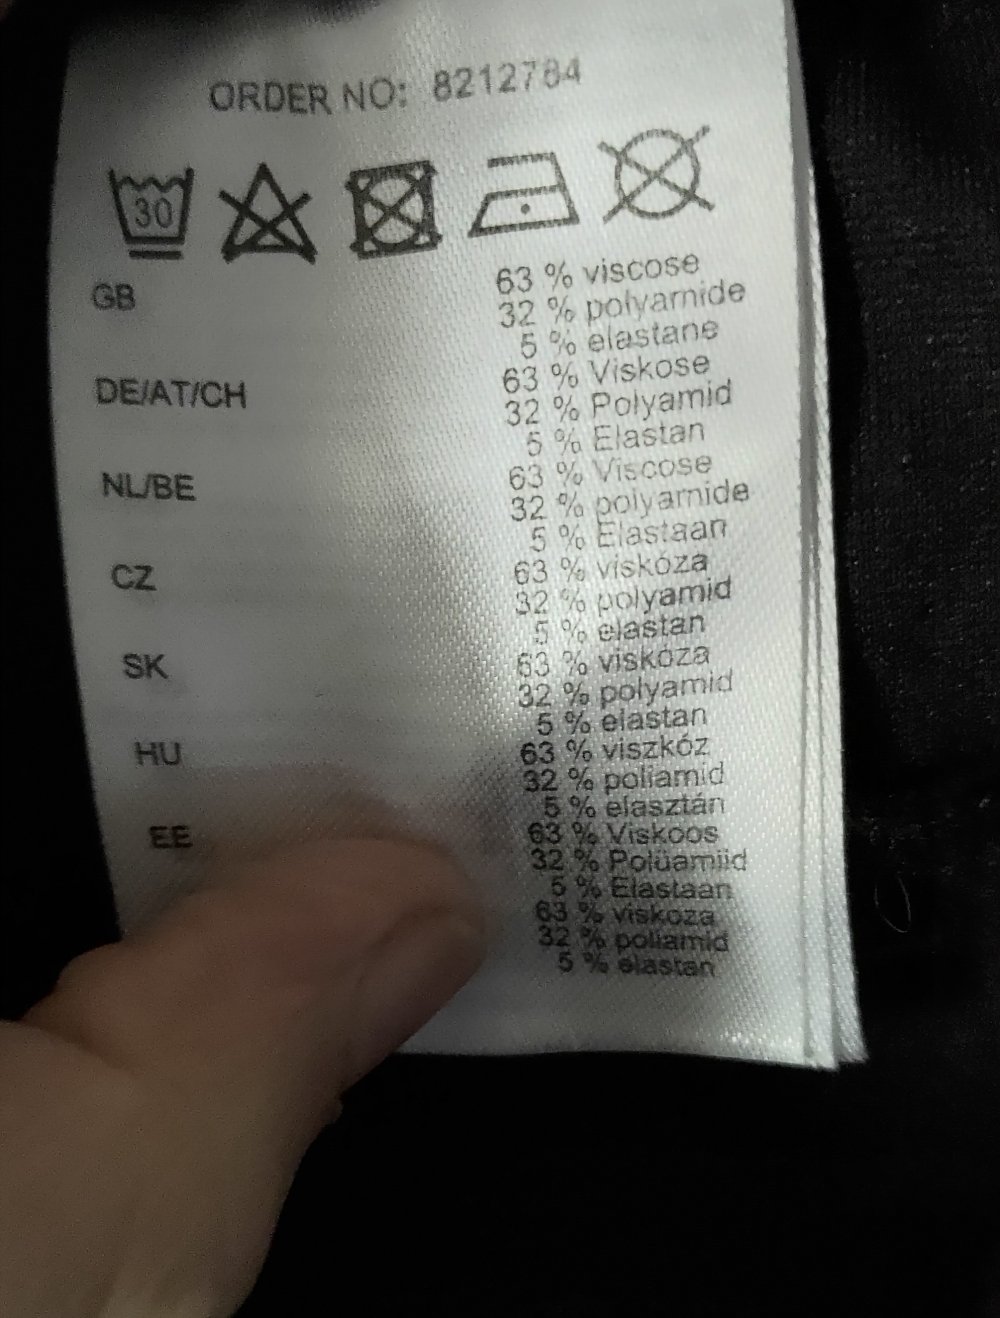 ORDER NO: 8212784
30
GB 63 % viscose
32 % polyamide
5 % elastane
DE/AT/CH 63 % Viskose
32 % Polyamid
5 % Elastan
NL/BE 63 % Viscose
32 % polyamide
5 % Elastaan
CZ 63 % viskóza
32 % polyamid
5 % elastan
SK 63 % viskóza
32 % polyamid
5 % elastan
HU 63 % viszkóz
32 % poliamid
5 % elasztán
EE 63 % Viskoos
32 % Polüamiid
5 % Elastaan
63 % viskoza
32 % poliamid
5 % elastan